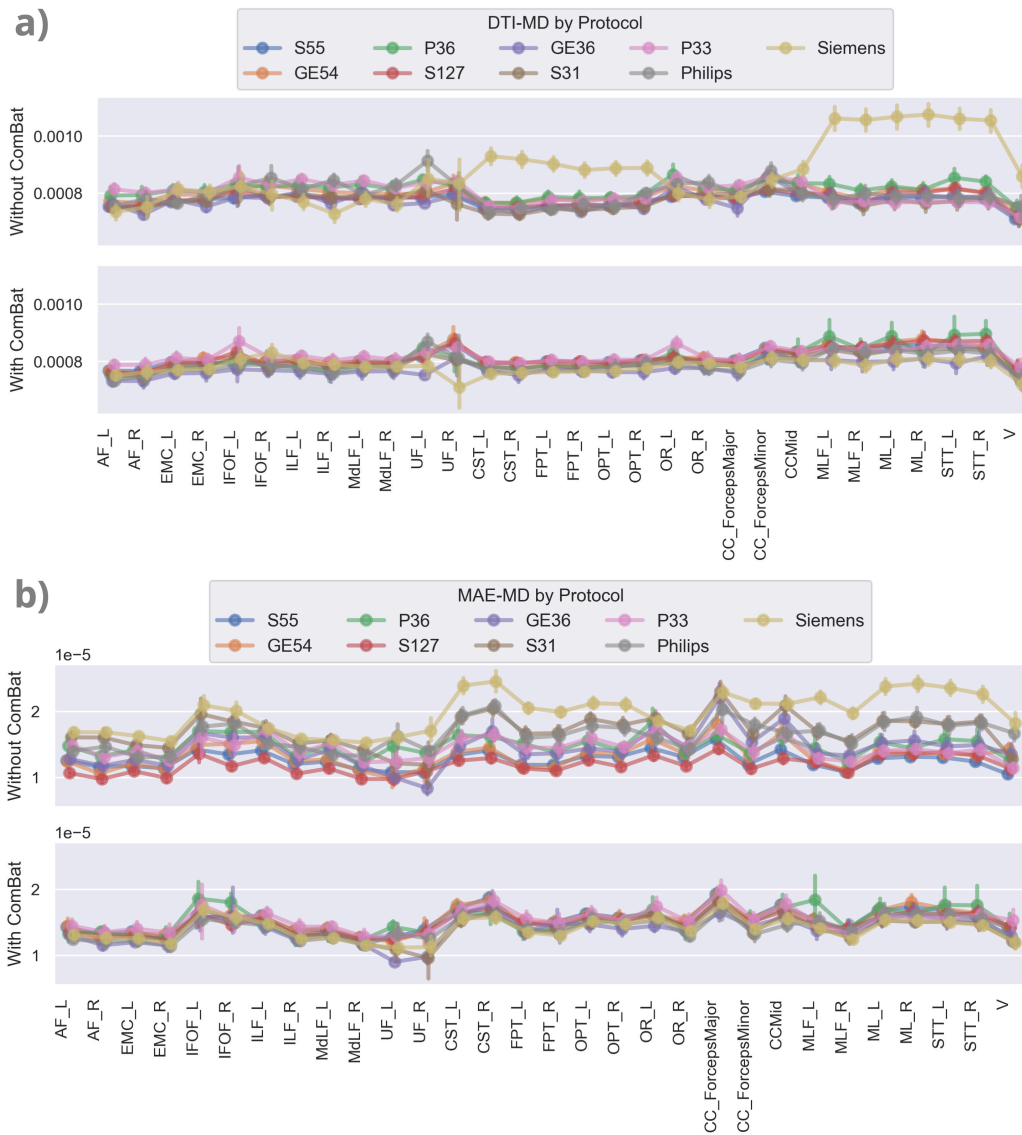 a)
DTI-MD by Protocol
S55 P36 GE36 P33 Siemens
GE54 S127 S31 Philips
Without ComBat
0.0010
0.0008
With ComBat
0.0010
0.0008
AF_L AF_R EMC_L EMC_R IFOF_L IFOF_R ILF_L ILF_R MdLF_L MdLF_R UF_L UF_R CST_L CST_R FPT_L FPT_R OPT_L OPT_R OR_L OR_R CC_ForcepsMajor CC_ForcepsMinor CCMid MLF_L MLF_R ML_L ML_R STT_L STT_R V
b)
MAE-MD by Protocol
S55 P36 GE36 P33 Siemens
GE54 S127 S31 Philips
1e−5
Without ComBat
2
1
1e−5
With ComBat
2
1
AF_L AF_R EMC_L EMC_R IFOF_L IFOF_R ILF_L ILF_R MdLF_L MdLF_R UF_L UF_R CST_L CST_R FPT_L FPT_R OPT_L OPT_R OR_L OR_R CC_ForcepsMajor CC_ForcepsMinor CCMid MLF_L MLF_R ML_L ML_R STT_L STT_R V